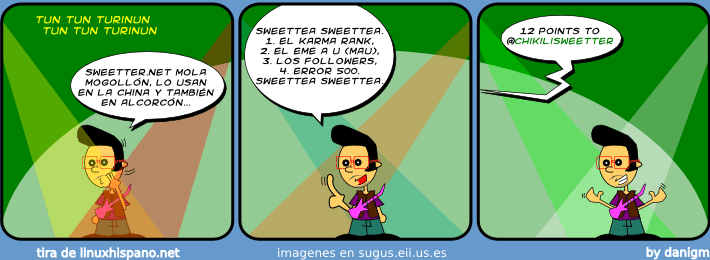 TUN TUN TURINUN
TUN TUN TURINUN
SWEETTER.NET MOLA
MOGOLLÓN, LO USAN
EN LA CHINA Y TAMBIÉN
EN ALCORCÓN...
SWEETTEA SWEETTEA.
1. EL KARMA RANK,
2. EL EME A U (MAU),
3. LOS FOLLOWERS,
4. ERROR 500.
SWEETTEA SWEETTEA.
12 POINTS TO
@CHIKILISWEETTER
tira de linuxhispano.net
imagenes en sugus.eii.us.es
by danigm